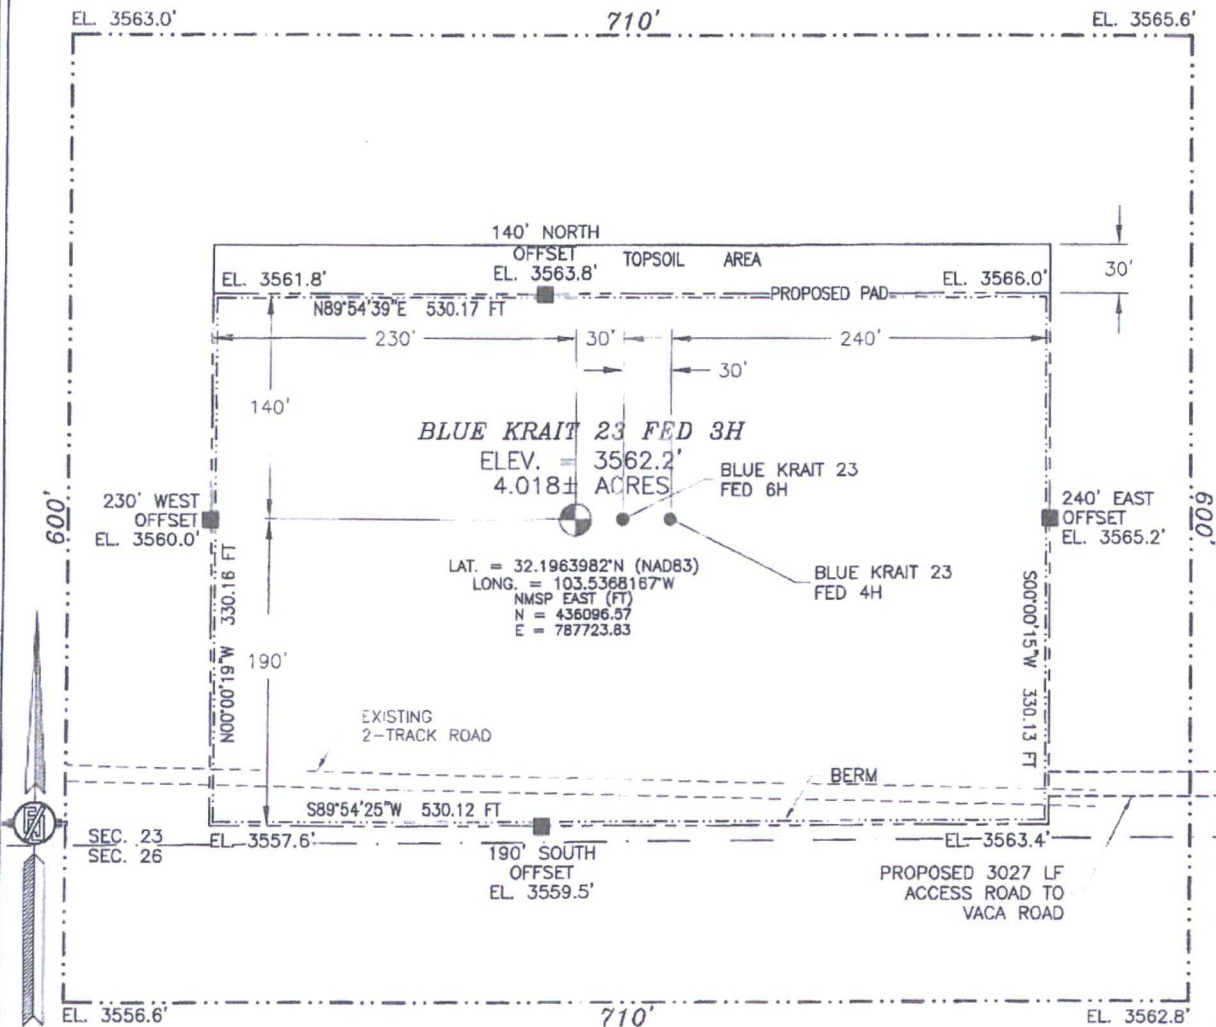 EL. 3563.0'
710'
EL. 3565.6'
140' NORTH
OFFSET
EL. 3563.8'
TOPSOIL AREA
30'
EL. 3561.8'
EL. 3566.0'
PROPOSED PAD
N89°54'39"E 530.17 FT
230'
30'
240'
30'
140'
BLUE KRAIT 23 FED 3H
ELEV. = 3562.2'
4.018± ACRES
BLUE KRAIT 23
FED 6H
600'
230' WEST
OFFSET
EL. 3560.0'
240' EAST
OFFSET
EL. 3565.2'
600'
LAT. = 32.1963982°N (NAD83)
LONG. = 103.5368167°W
NMSP EAST (FT)
N = 436096.57
E = 787723.83
BLUE KRAIT 23
FED 4H
N00°00'19"W 330.16 FT
190'
S00°00'15"W 330.13 FT
EXISTING
2-TRACK ROAD
BERM
S89°54'25"W 530.12 FT
SEC. 23
SEC. 26
EL. 3557.6'
EL. 3563.4'
190' SOUTH
OFFSET
EL. 3559.5'
PROPOSED 3027 LF
ACCESS ROAD TO
VACA ROAD
EL. 3556.6'
710'
EL. 3562.8'